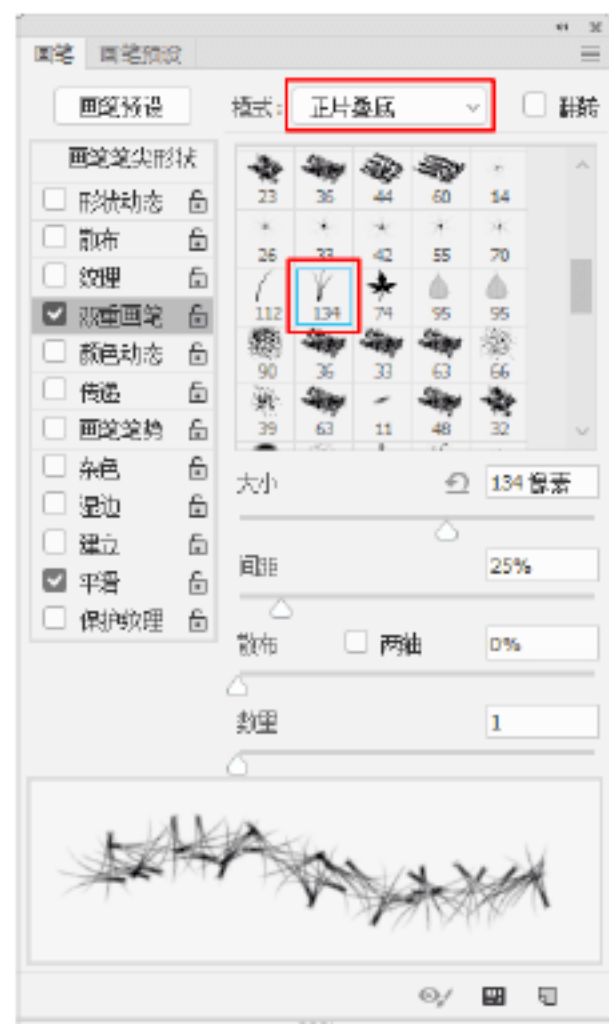 画笔 画笔预设
画笔预设 模式: 正片叠底 翻转
画笔笔尖形状
形状动态
散布
纹理
双重画笔
颜色动态
传递
画笔笔势
杂色
湿边
建立
平滑
保护纹理
23 36 44 60 14
26 33 42 55 70
112 134 74 95 95
90 36 33 63 66
39 63 11 48 32
大小 134 像素
间距 25%
散布 两轴 0%
数量 1